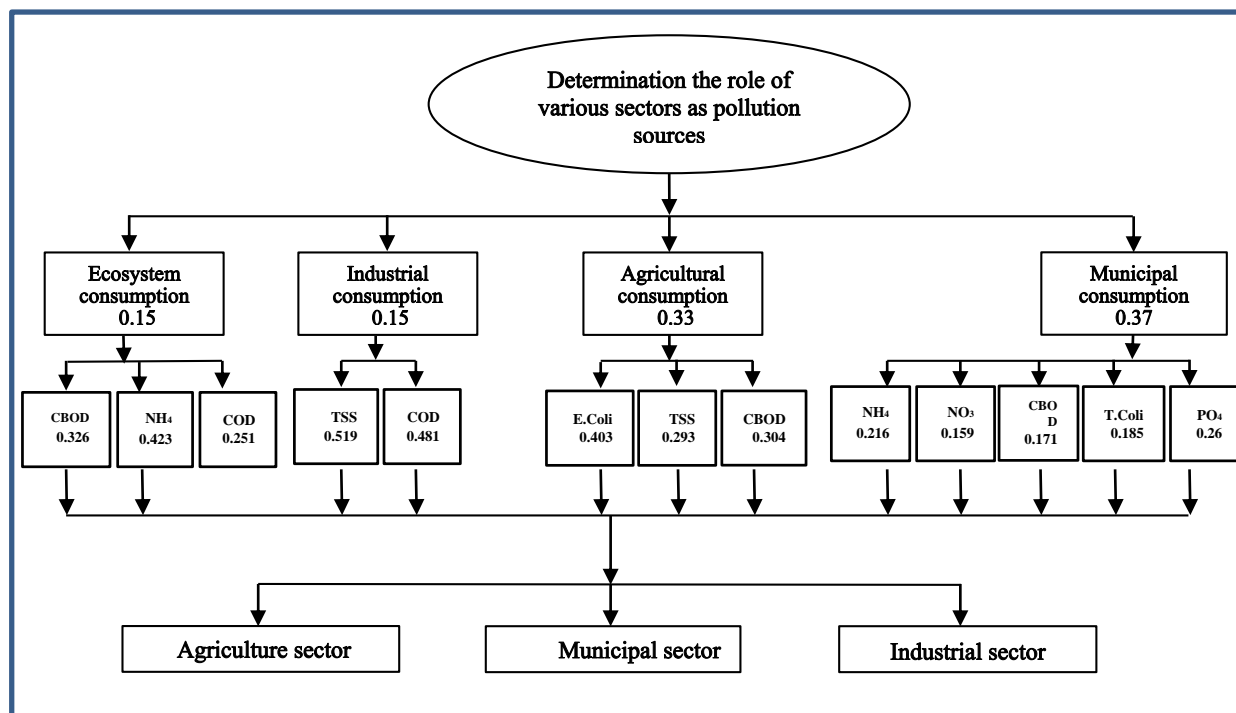 Determination the role of
various sectors as pollution
sources
Ecosystem
consumption
0.15
Industrial
consumption
0.15
Agricultural
consumption
0.33
Municipal
consumption
0.37
CBOD
0.326
NH₄
0.423
COD
0.251
TSS
0.519
COD
0.481
E.Coli
0.403
TSS
0.293
CBOD
0.304
NH₄
0.216
NO₃
0.159
CBO
D
0.171
T.Coli
0.185
PO₄
0.26
Agriculture sector
Municipal sector
Industrial sector